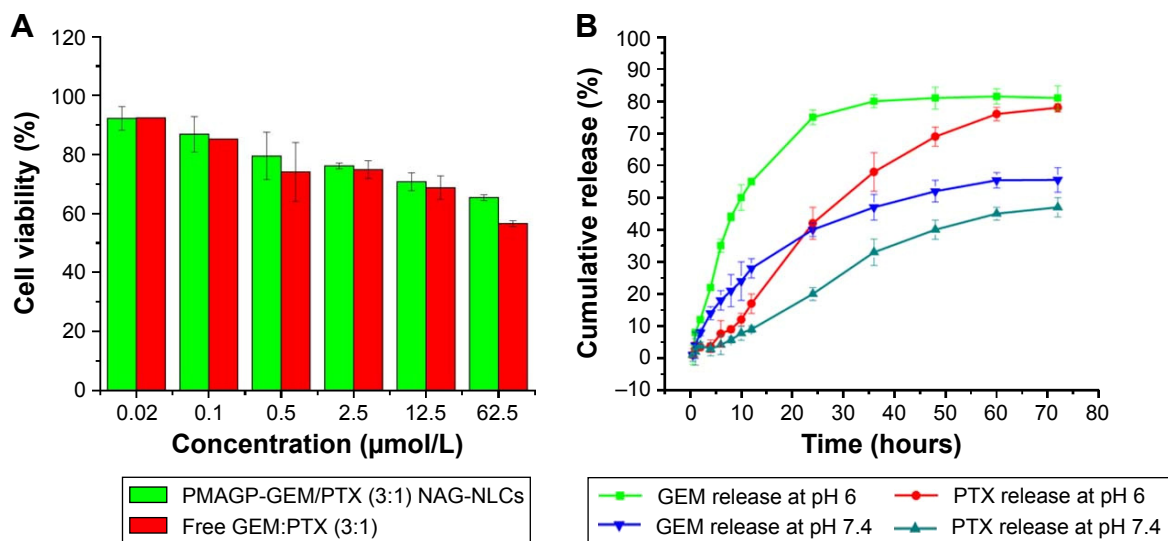 A
Cell viability (%)
120
100
80
60
40
20
0
0.02 0.1 0.5 2.5 12.5 62.5
Concentration (µmol/L)
PMAGP-GEM/PTX (3:1) NAG-NLCs
Free GEM:PTX (3:1)
B
Cumulative release (%)
100
90
80
70
60
50
40
30
20
10
0
–10
0 10 20 30 40 50 60 70 80
Time (hours)
GEM release at pH 6 PTX release at pH 6
GEM release at pH 7.4 PTX release at pH 7.4